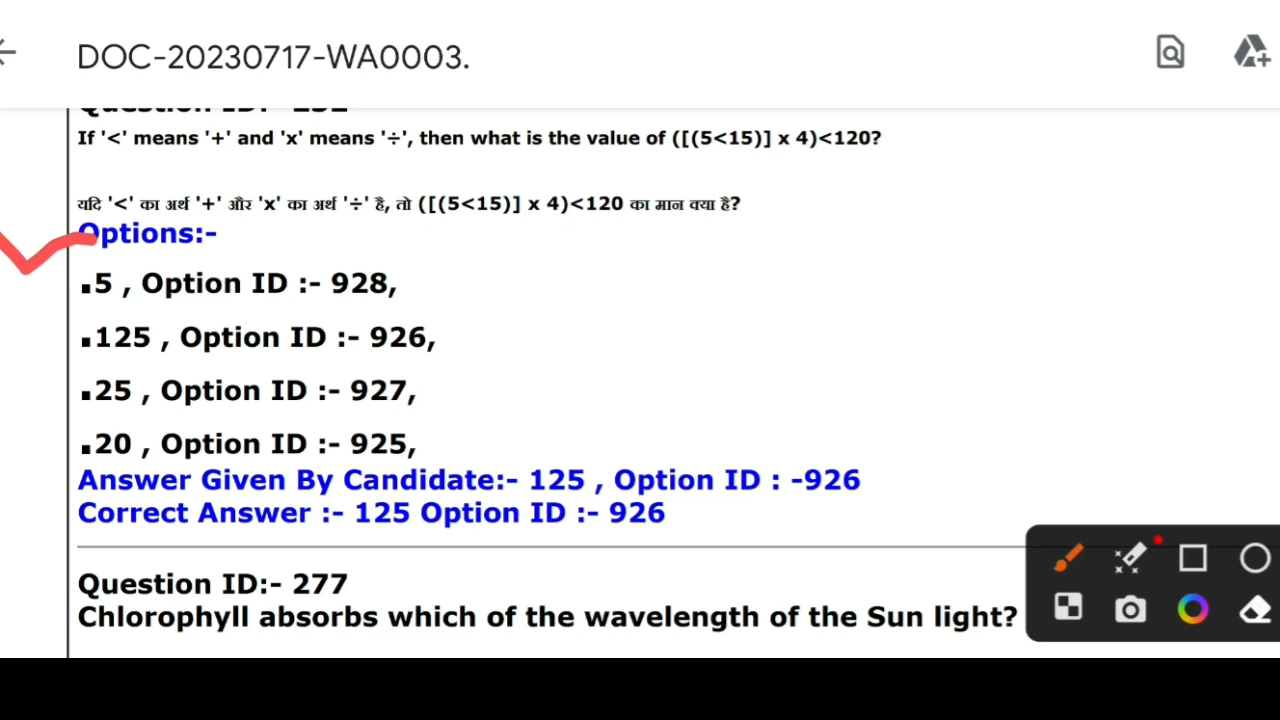 DOC-20230717-WA0003.
Question ID:- 232
If '<' means '+' and 'x' means '÷', then what is the value of ([(5<15)] x 4)<120?
यदि '<' का अर्थ '+' और 'x' का अर्थ '÷' है, तो ([(5<15)] x 4)<120 का मान क्या है?
Options:-
.5 , Option ID :- 928,
.125 , Option ID :- 926,
.25 , Option ID :- 927,
.20 , Option ID :- 925,
Answer Given By Candidate:- 125 , Option ID : -926
Correct Answer :- 125 Option ID :- 926
Question ID:- 277
Chlorophyll absorbs which of the wavelength of the Sun light?